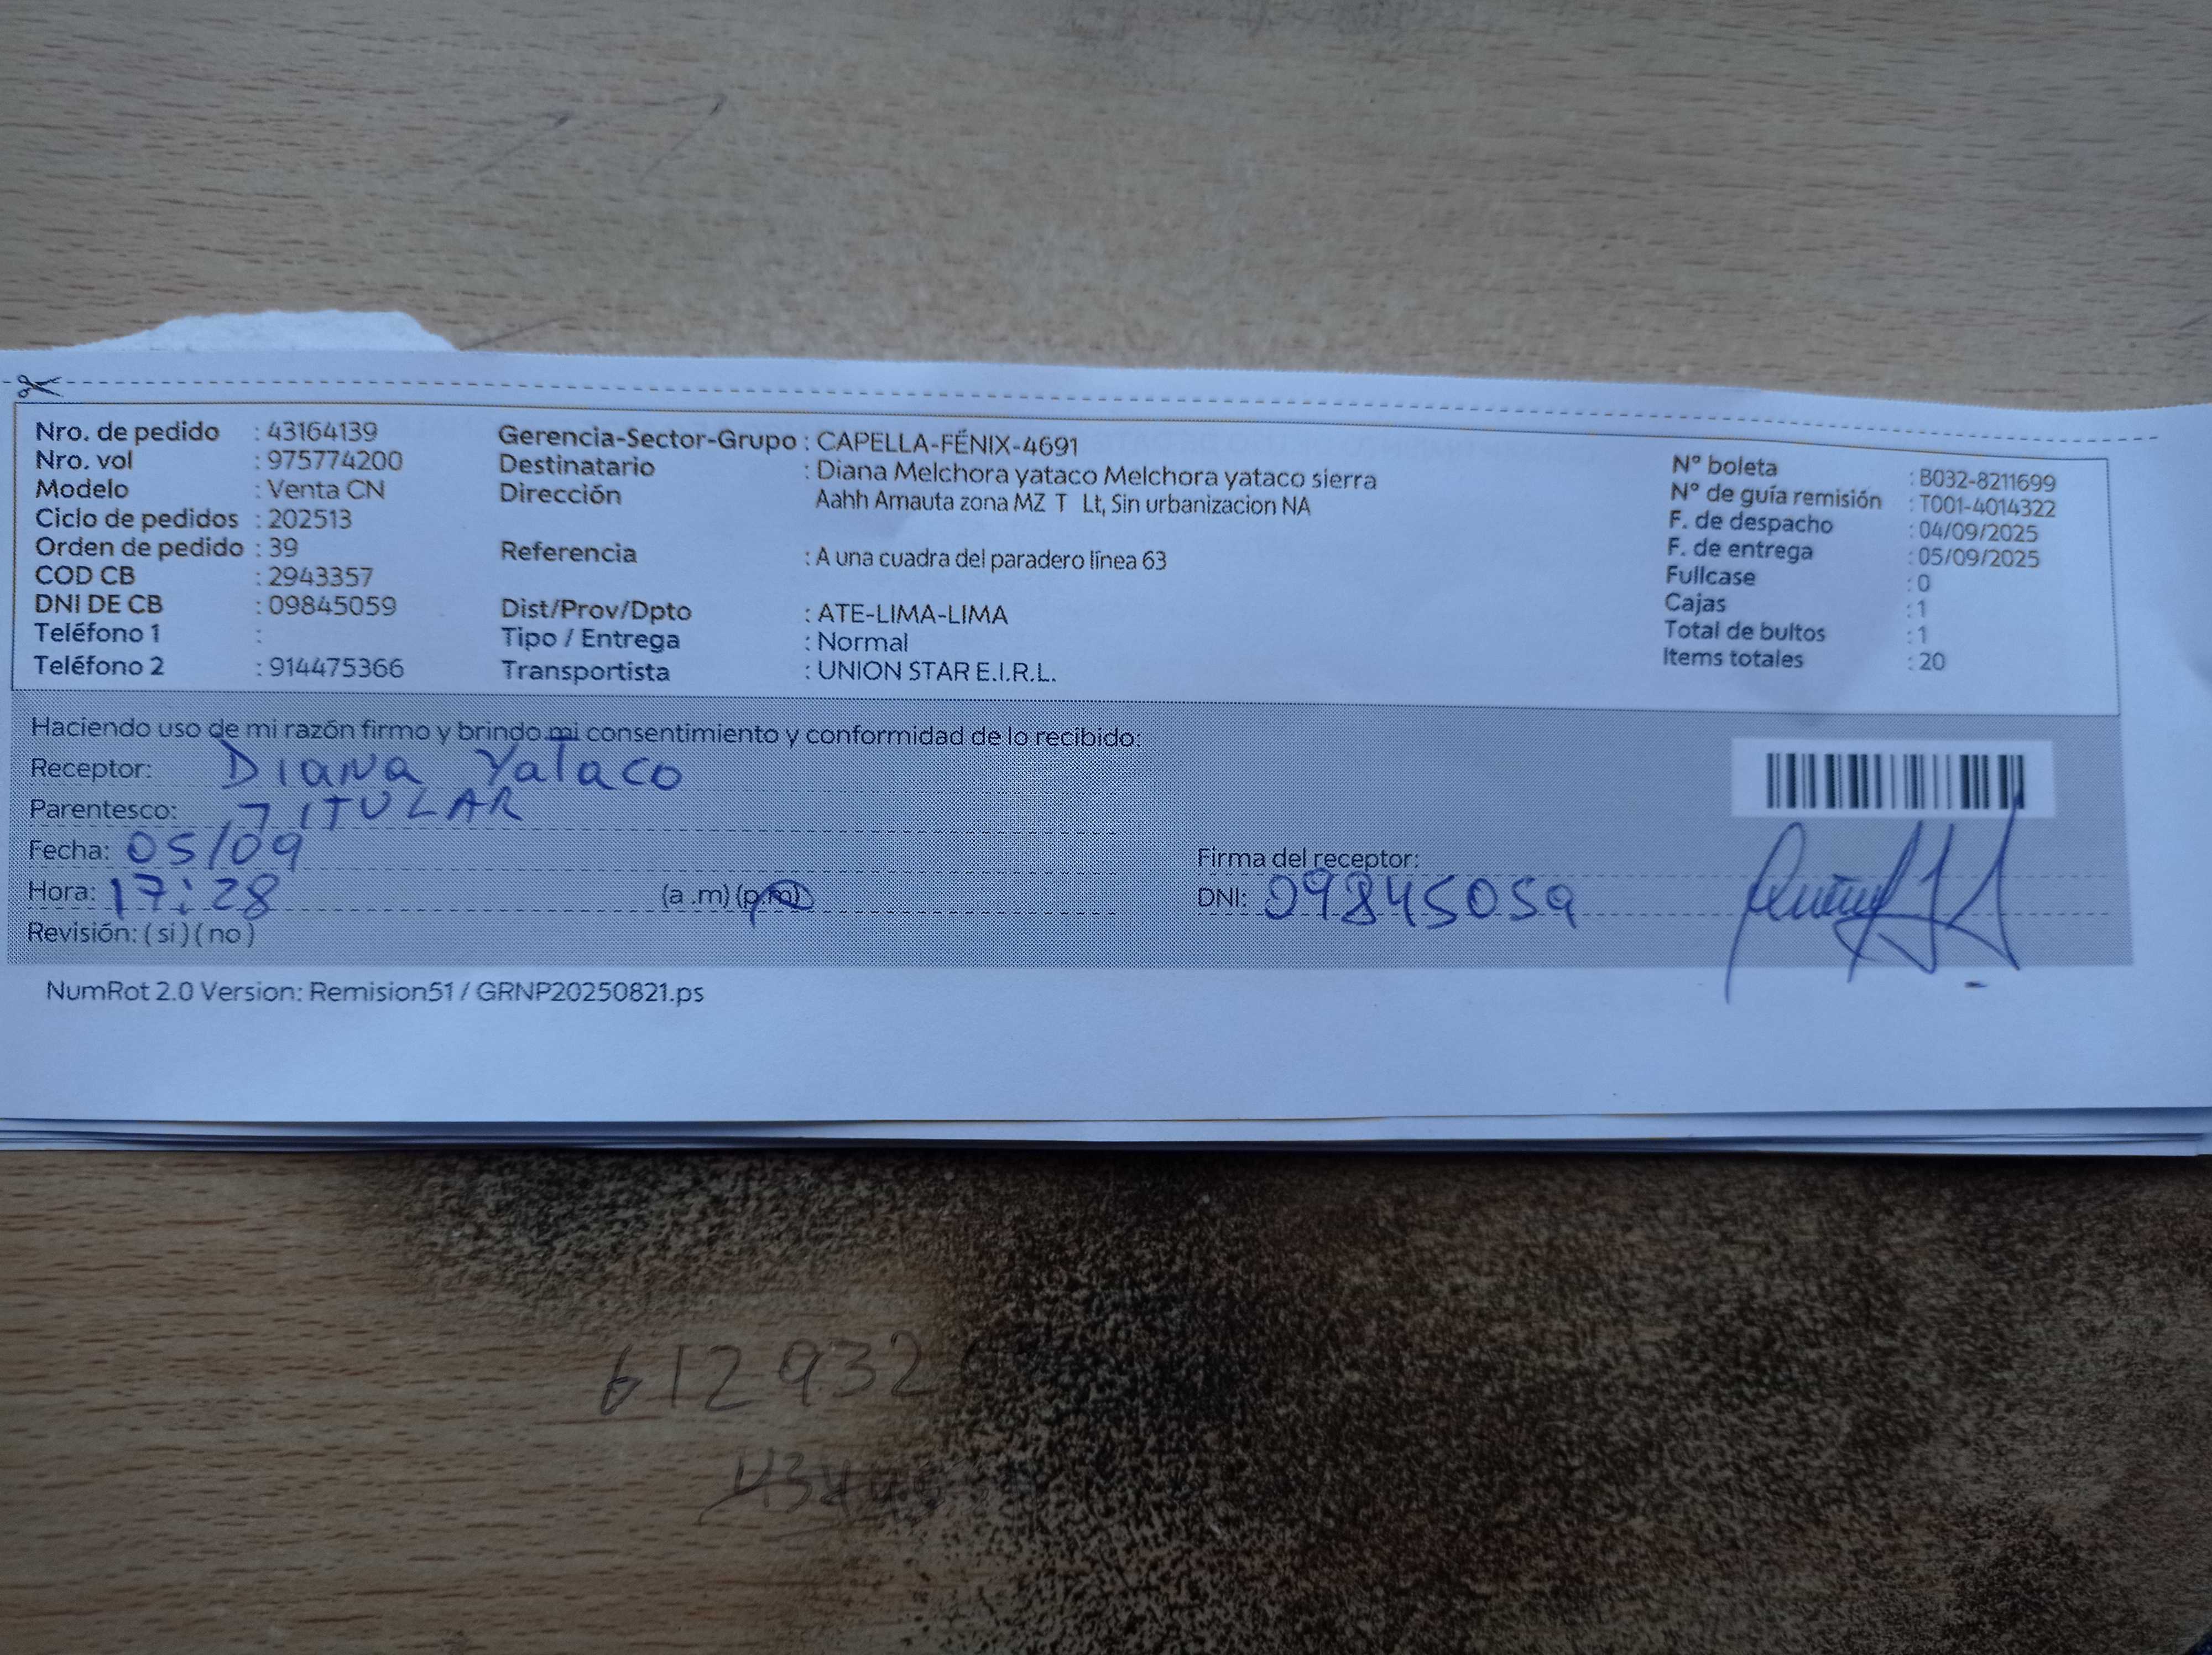 Nro. de pedido : 43164139
Nro. vol : 975774200
Modelo : Venta CN
Ciclo de pedidos : 202513
Orden de pedido : 39
COD CB : 2943357
DNI DE CB : 09845059
Teléfono 1 :
Teléfono 2 : 914475366
Gerencia-Sector-Grupo : CAPELLA-FÉNIX-4691
Destinatario : Diana Melchora yataco Melchora yataco sierra
Dirección Aahh Amauta zona MZ T Lt, Sin urbanizacion NA
Referencia : A una cuadra del paradero línea 63
Dist/Prov/Dpto : ATE-LIMA-LIMA
Tipo / Entrega : Normal
Transportista : UNION STAR E.I.R.L.
N° boleta : B032-8211699
N° de guía remisión : T001-4014322
F. de despacho : 04/09/2025
F. de entrega : 05/09/2025
Fullcase : 0
Cajas : 1
Total de bultos : 1
Items totales : 20
Haciendo uso de mi razón firmo y brindo mi consentimiento y conformidad de lo recibido:
Receptor: Diana Yataco
Parentesco: TITULAR
Fecha: 05/09
Hora: 17:28 (a .m) (p.m)
Revisión: ( si ) ( no )
Firma del receptor:
DNI: 09845059
NumRot 2.0 Version: Remision51 / GRNP20250821.ps
612932